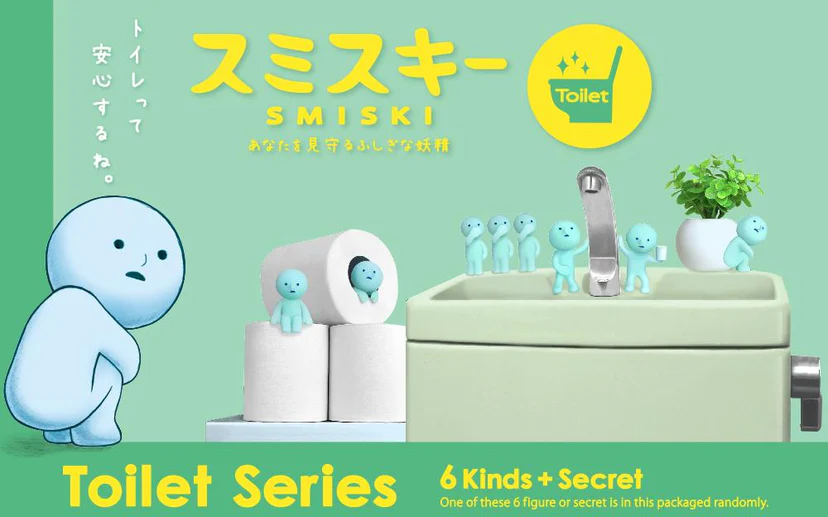 トイレって
安心するね。
スミスキー
SMISKI
あなたを見守るふしぎな妖精
Toilet
Toilet Series
6 Kinds + Secret
One of these 6 figure or secret is in this packaged randomly.